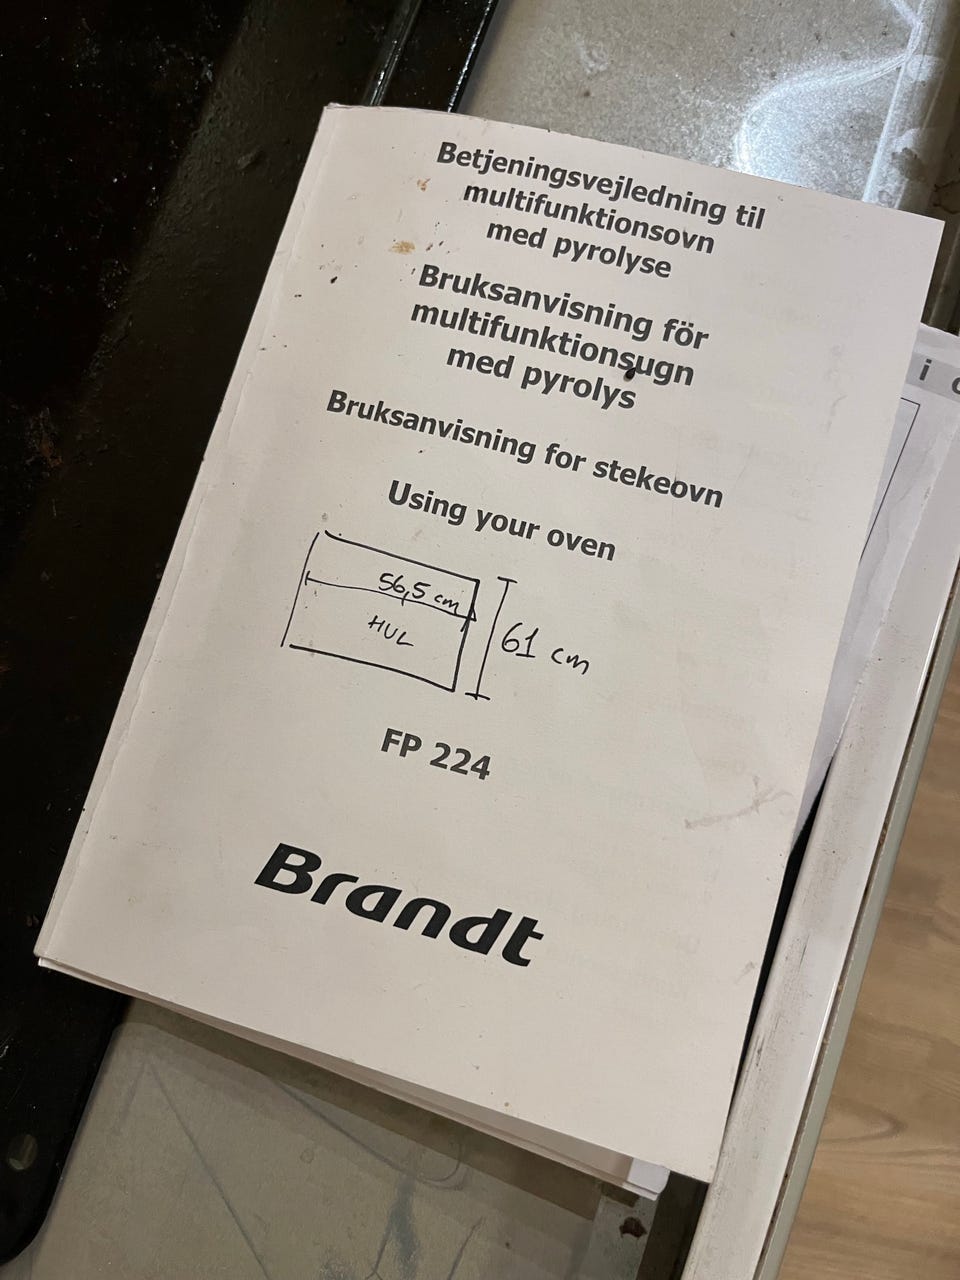 Betjeningsvejledning til
multifunktionsovn
med pyrolyse
Bruksanvisning för
multifunktionsugn
med pyrolys
Bruksanvisning for stekeovn
Using your oven
56,5 cm
HUL
61 cm
FP 224
Brandt